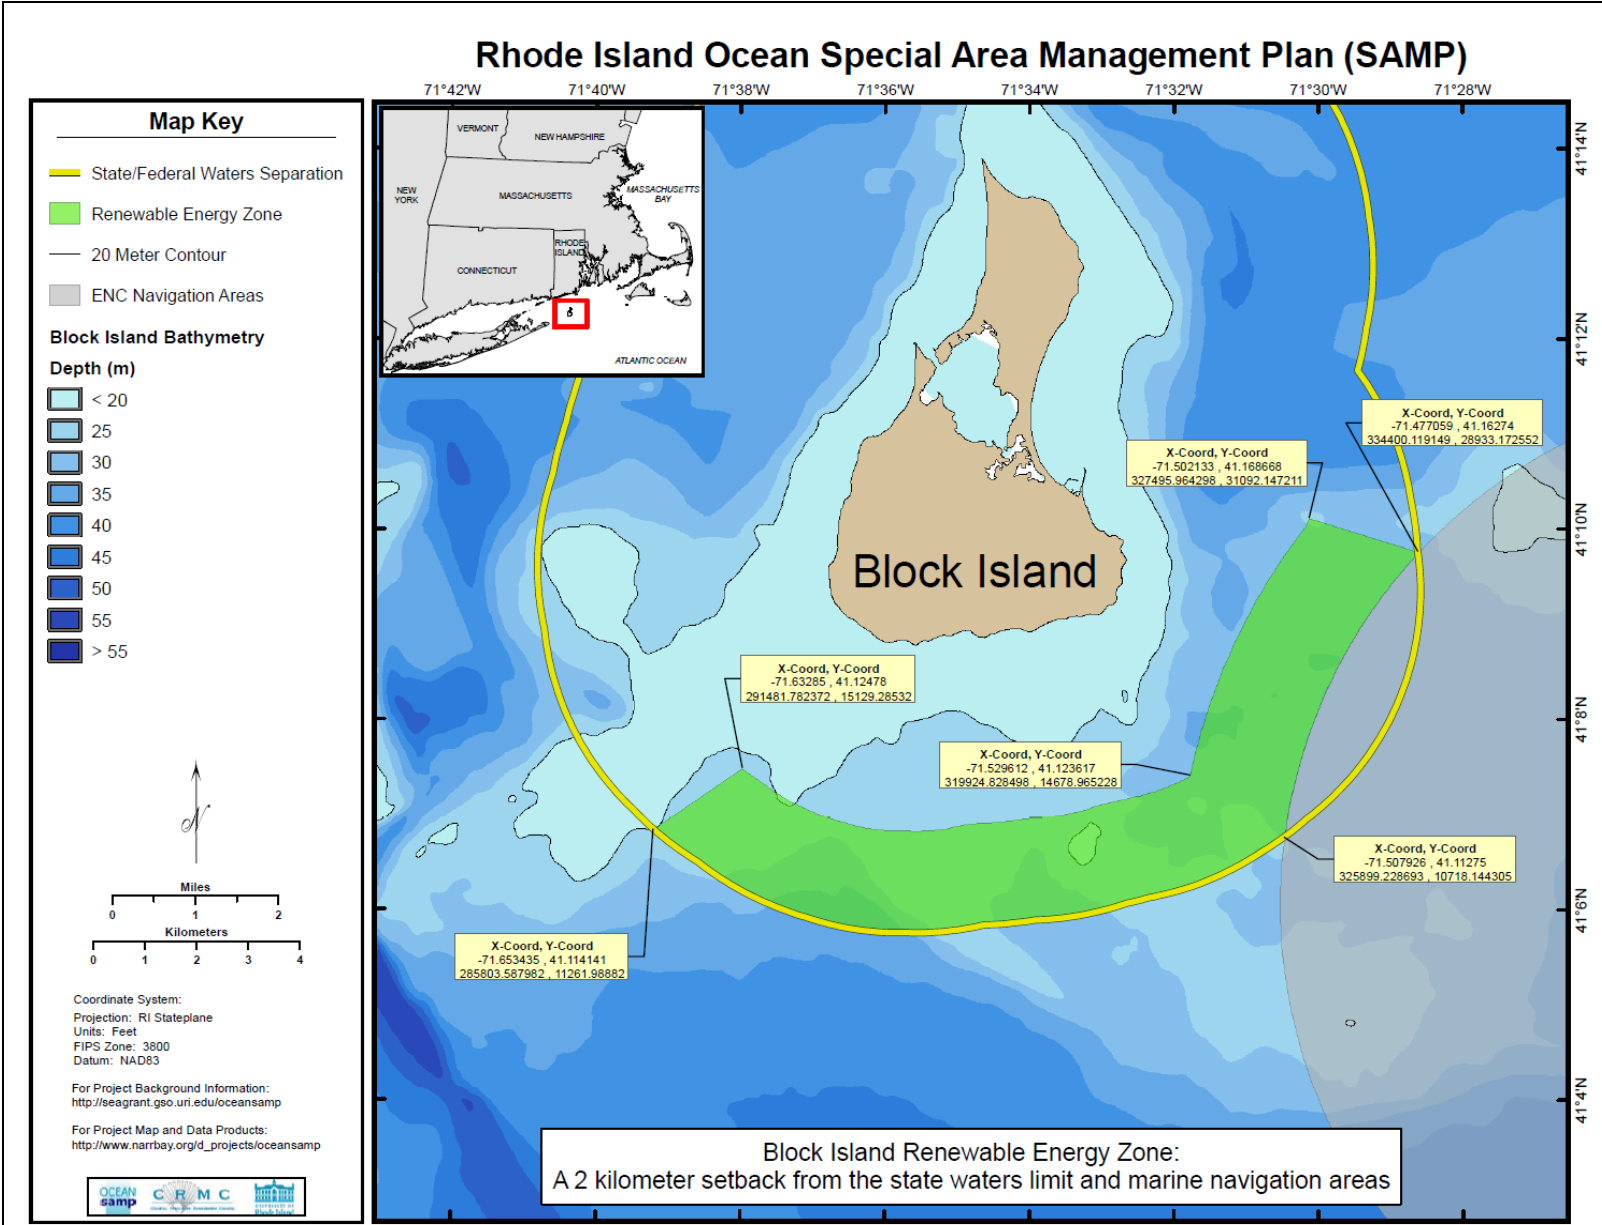 Rhode Island Ocean Special Area Management Plan (SAMP)
71°42'W 71°40'W 71°38'W 71°36'W 71°34'W 71°32'W 71°30'W 71°28'W
Map Key
State/Federal Waters Separation
Renewable Energy Zone
20 Meter Contour
ENC Navigation Areas
Block Island Bathymetry
Depth (m)
< 20
25
30
35
40
45
50
55
> 55
N
Miles
0 1 2
Kilometers
0 1 2 3 4
Coordinate System:
Projection: RI Stateplane
Units: Feet
FIPS Zone: 3800
Datum: NAD83
For Project Background Information:
http://seagrant.gso.uri.edu/oceansamp
For Project Map and Data Products:
http://www.narrbay.org/d_projects/oceansamp
OCEAN
samp
C R M C
Rhode Island
VERMONT
NEW HAMPSHIRE
NEW
YORK
MASSACHUSETTS
MASSACHUSETTS
BAY
RHODE
ISLAND
CONNECTICUT
ATLANTIC OCEAN
41°14'N
41°12'N
41°10'N
41°8'N
41°6'N
41°4'N
X-Coord, Y-Coord
-71.477059 , 41.16274
334400.119149 , 28933.172552
X-Coord, Y-Coord
-71.502133 , 41.168668
327495.964298 , 31092.147211
Block Island
X-Coord, Y-Coord
-71.63285 , 41.12478
291481.782372 , 15129.28532
X-Coord, Y-Coord
-71.529612 , 41.123617
319924.828498 , 14678.965228
X-Coord, Y-Coord
-71.507926 , 41.11275
325899.228693 , 10718.144305
X-Coord, Y-Coord
-71.653435 , 41.114141
285803.587982 , 11261.98882
Block Island Renewable Energy Zone:
A 2 kilometer setback from the state waters limit and marine navigation areas